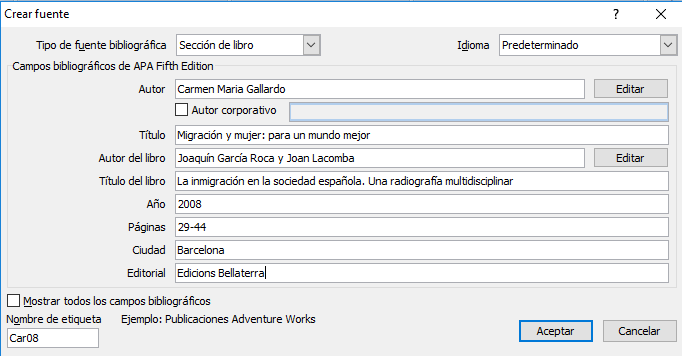 Crear fuente ? ×
Tipo de fuente bibliográfica Sección de libro Idioma Predeterminado
Campos bibliográficos de APA Fifth Edition
Autor Carmen Maria Gallardo Editar
Autor corporativo
Título Migración y mujer: para un mundo mejor
Autor del libro Joaquín García Roca y Joan Lacomba Editar
Título del libro La inmigración en la sociedad española. Una radiografía multidisciplinar
Año 2008
Páginas 29-44
Ciudad Barcelona
Editorial Edicions Bellaterra
Mostrar todos los campos bibliográficos
Nombre de etiqueta Ejemplo: Publicaciones Adventure Works
Car08 Aceptar Cancelar